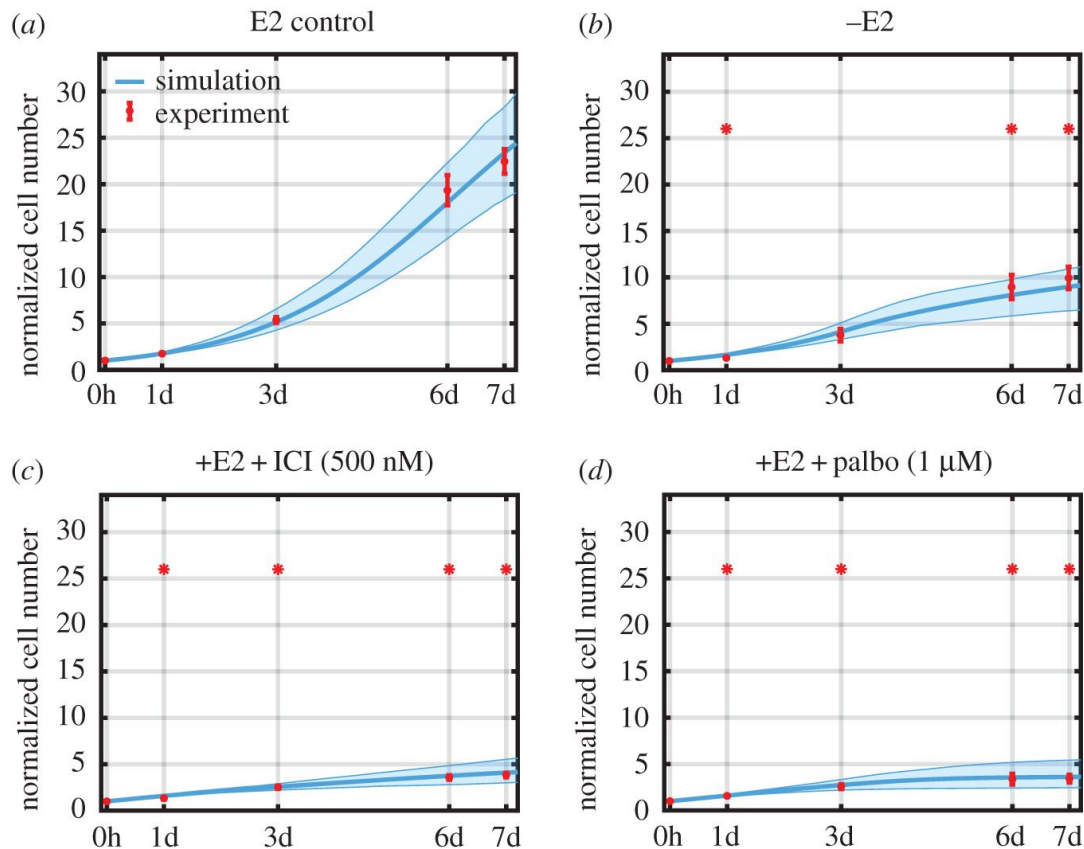 (a) E2 control
normalized cell number
30
25
20
15
10
5
0
simulation
experiment
0h 1d 3d 6d 7d
(b) –E2
normalized cell number
30
25
20
15
10
5
0
0h 1d 3d 6d 7d
(c) +E2 + ICI (500 nM)
normalized cell number
30
25
20
15
10
5
0
0h 1d 3d 6d 7d
(d) +E2 + palbo (1 μM)
normalized cell number
30
25
20
15
10
5
0
0h 1d 3d 6d 7d